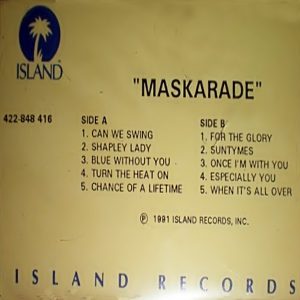 ISLAND
"MASKARADE"
422-848 416
SIDE A
1. CAN WE SWING
2. SHAPLEY LADY
3. BLUE WITHOUT YOU
4. TURN THE HEAT ON
5. CHANCE OF A LIFETIME
SIDE B
1. FOR THE GLORY
2. SUNTYMES
3. ONCE I'M WITH YOU
4. ESPECIALLY YOU
5. WHEN IT'S ALL OVER
℗ 1991 ISLAND RECORDS, INC.
ISLAND RECORDS